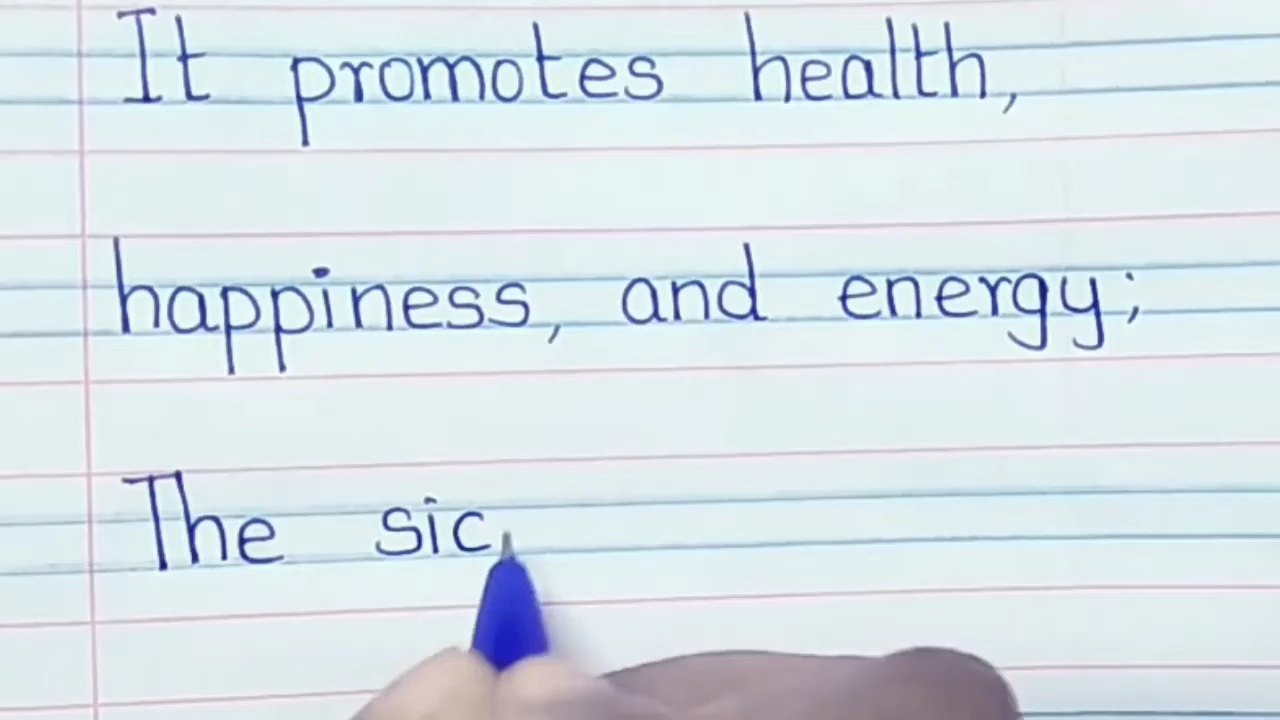 It promotes health,
happiness, and energy;
The sic